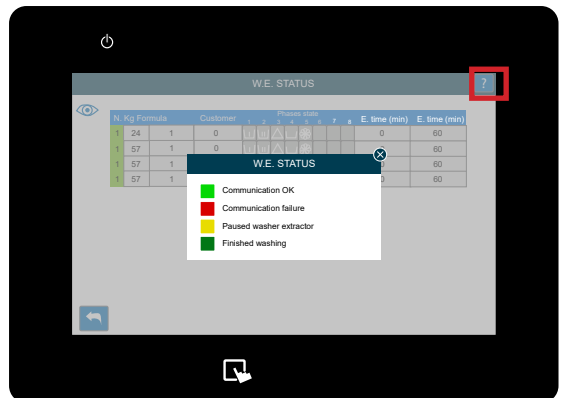 W.E. STATUS
?
N. Kg Formula Customer Phases state E. time (min) E. time (min)
1 2 3 4 5 6 7 8
1 24 1 0 0 60
1 57 1 0 0 60
1 57 1 60
1 57 1 60
W.E. STATUS
Communication OK
Communication failure
Paused washer extractor
Finished washing